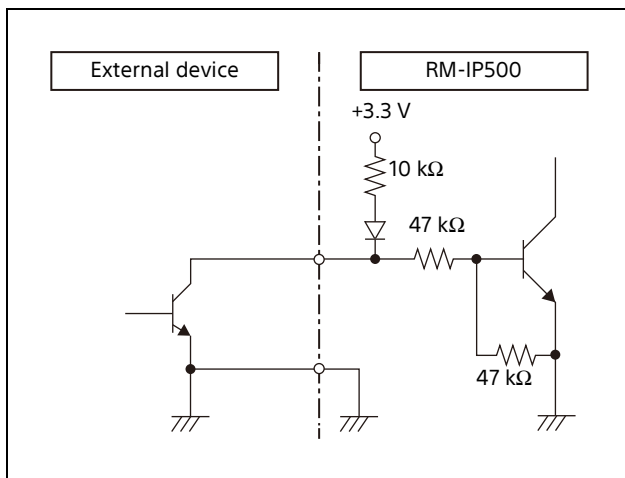 External device
RM-IP500
+3.3 V
10 kΩ
47 kΩ
47 kΩ